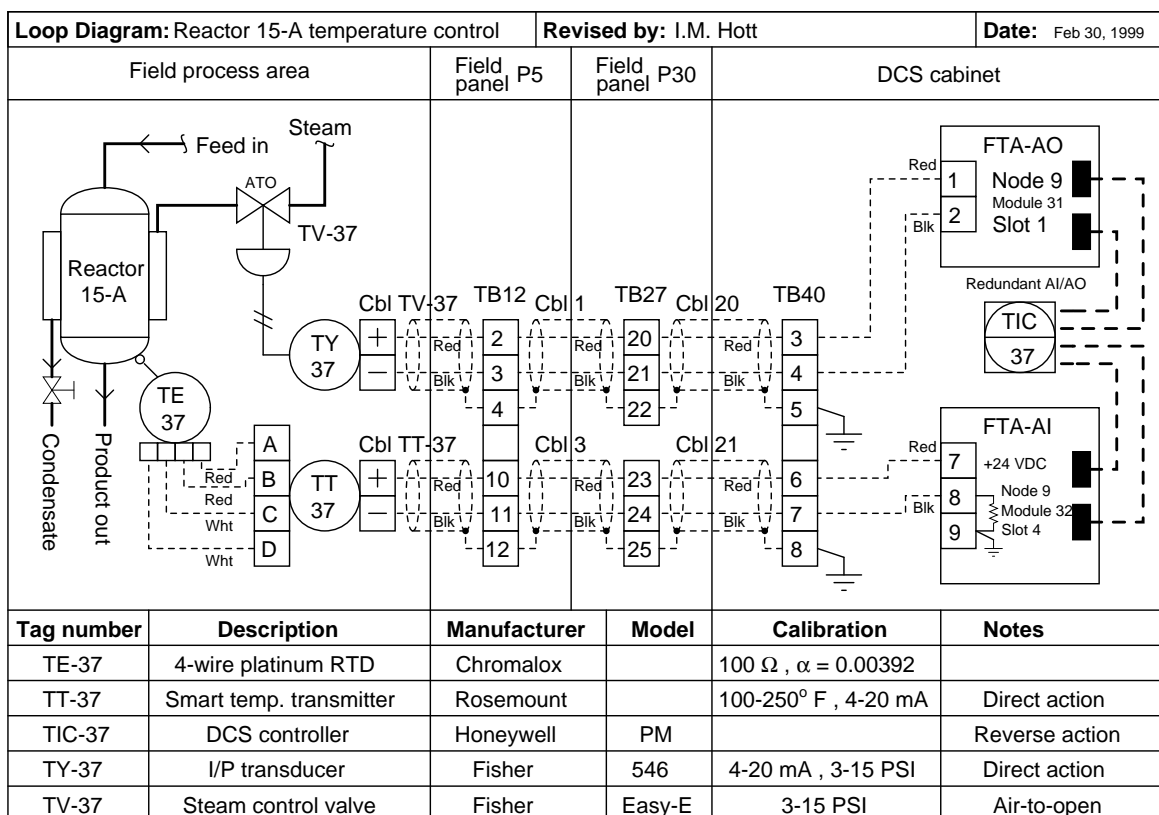 Loop Diagram: Reactor 15-A temperature control
Revised by: I.M. Hott
Date: Feb 30, 1999
Field process area
Field panel P5
Field panel P30
DCS cabinet
Feed in
Steam
ATO
TV-37
Reactor
15-A
TY
37
+
−
Cbl TV-37
Red
Blk
TB12
2
3
4
Cbl 1
Red
Blk
TB27
20
21
22
Cbl 20
Red
Blk
TB40
3
4
5
Red
Blk
FTA-AO
1
2
Node 9
Module 31
Slot 1
Redundant AI/AO
TIC
37
TE
37
Condensate
Product out
Red
Red
Wht
Wht
A
B
C
D
TT
37
+
−
Cbl TT-37
Red
Blk
10
11
12
Cbl 3
Red
Blk
23
24
25
Cbl 21
Red
Blk
6
7
8
Red
Blk
FTA-AI
7
8
9
+24 VDC
Node 9
Module 32
Slot 4
Tag number Description Manufacturer Model Calibration Notes
TE-37 4-wire platinum RTD Chromalox 100 Ω , α = 0.00392
TT-37 Smart temp. transmitter Rosemount 100-250° F , 4-20 mA Direct action
TIC-37 DCS controller Honeywell PM Reverse action
TY-37 I/P transducer Fisher 546 4-20 mA , 3-15 PSI Direct action
TV-37 Steam control valve Fisher Easy-E 3-15 PSI Air-to-open